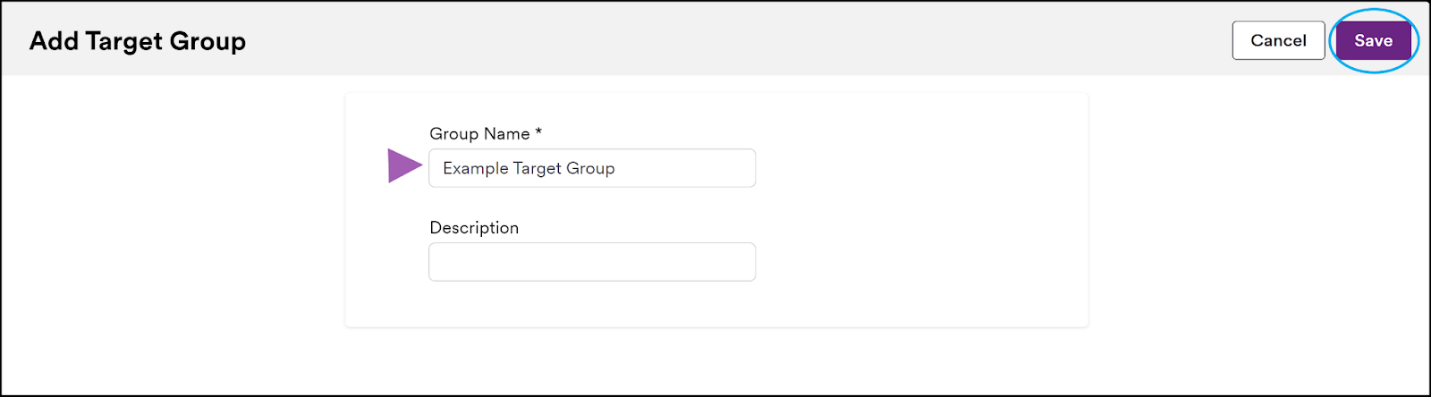 Add Target Group
Cancel
Save
Group Name *
Example Target Group
Description